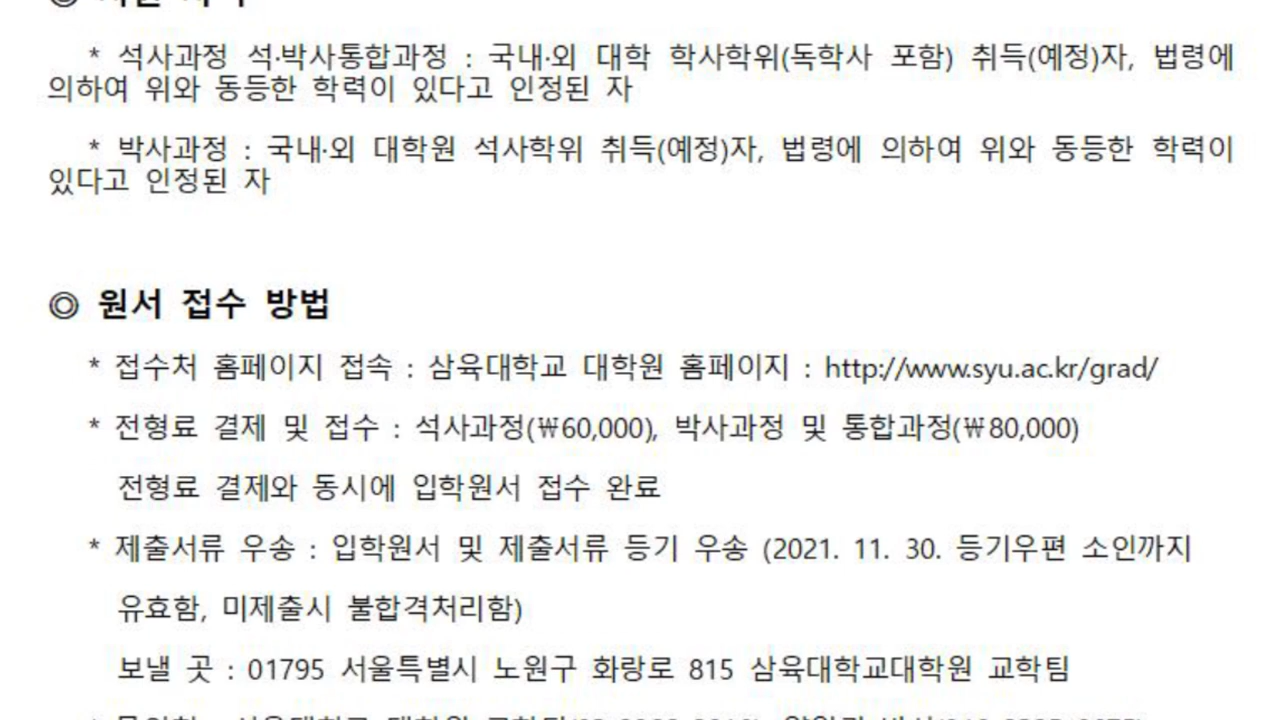 ◎
* 석사과정 석·박사통합과정 : 국내·외 대학 학사학위(독학사 포함) 취득(예정)자, 법령에
의하여 위와 동등한 학력이 있다고 인정된 자
* 박사과정 : 국내·외 대학원 석사학위 취득(예정)자, 법령에 의하여 위와 동등한 학력이
있다고 인정된 자
◎ 원서 접수 방법
* 접수처 홈페이지 접속 : 삼육대학교 대학원 홈페이지 : http://www.syu.ac.kr/grad/
* 전형료 결제 및 접수 : 석사과정(₩60,000), 박사과정 및 통합과정(₩80,000)
전형료 결제와 동시에 입학원서 접수 완료
* 제출서류 우송 : 입학원서 및 제출서류 등기 우송 (2021. 11. 30. 등기우편 소인까지
유효함, 미제출시 불합격처리함)
보낼 곳 : 01795 서울특별시 노원구 화랑로 815 삼육대학교대학원 교학팀